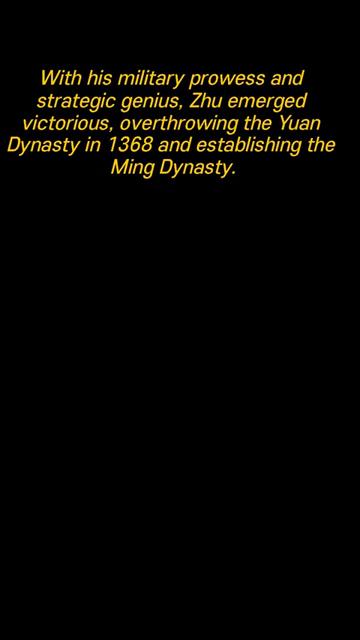 With his military prowess and
strategic genius, Zhu emerged
victorious, overthrowing the Yuan
Dynasty in 1368 and establishing the
Ming Dynasty.